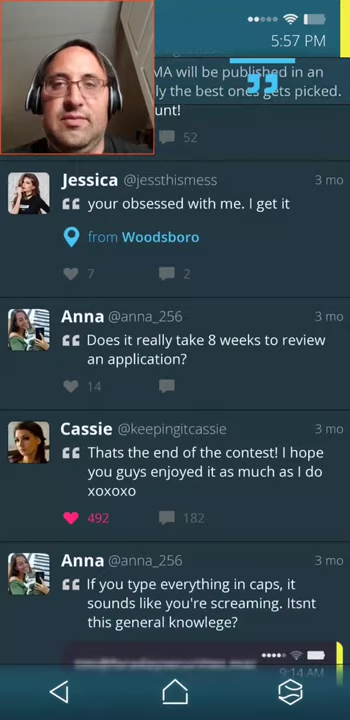 5:57 PM
MA will be published in an
ly the best ones gets picked.
unt!
52
Jessica @jessthismess 3 mo
your obsessed with me. I get it
from Woodsboro
7 2
Anna @anna_256 3 mo
Does it really take 8 weeks to review
an application?
14
Cassie @keepingitcassie 3 mo
Thats the end of the contest! I hope
you guys enjoyed it as much as I do
xoxoxo
492 182
Anna @anna_256 3 mo
If you type everything in caps, it
sounds like you're screaming. Itsnt
this general knowlege?
9:14 AM